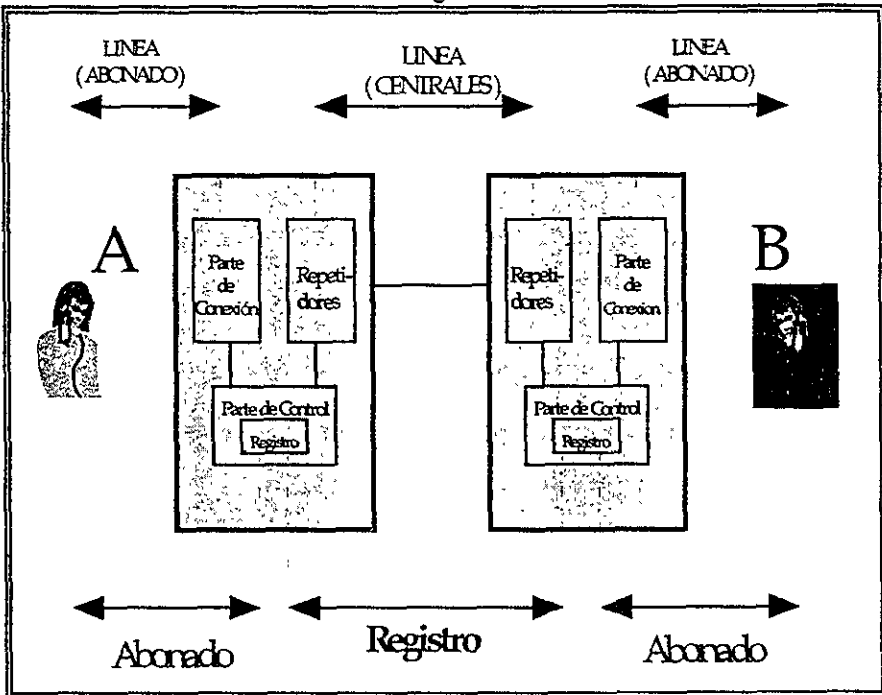 LINEA
(ABONADO)
LINEA
(CENTRALES)
LINEA
(ABONADO)
A
Parte
de
Conexión
Repeti-
dores
Parte de Control
Registro
Repeti-
dores
Parte
de
Conexion
Parte de Control
Registro
B
Abonado
Registro
Abonado